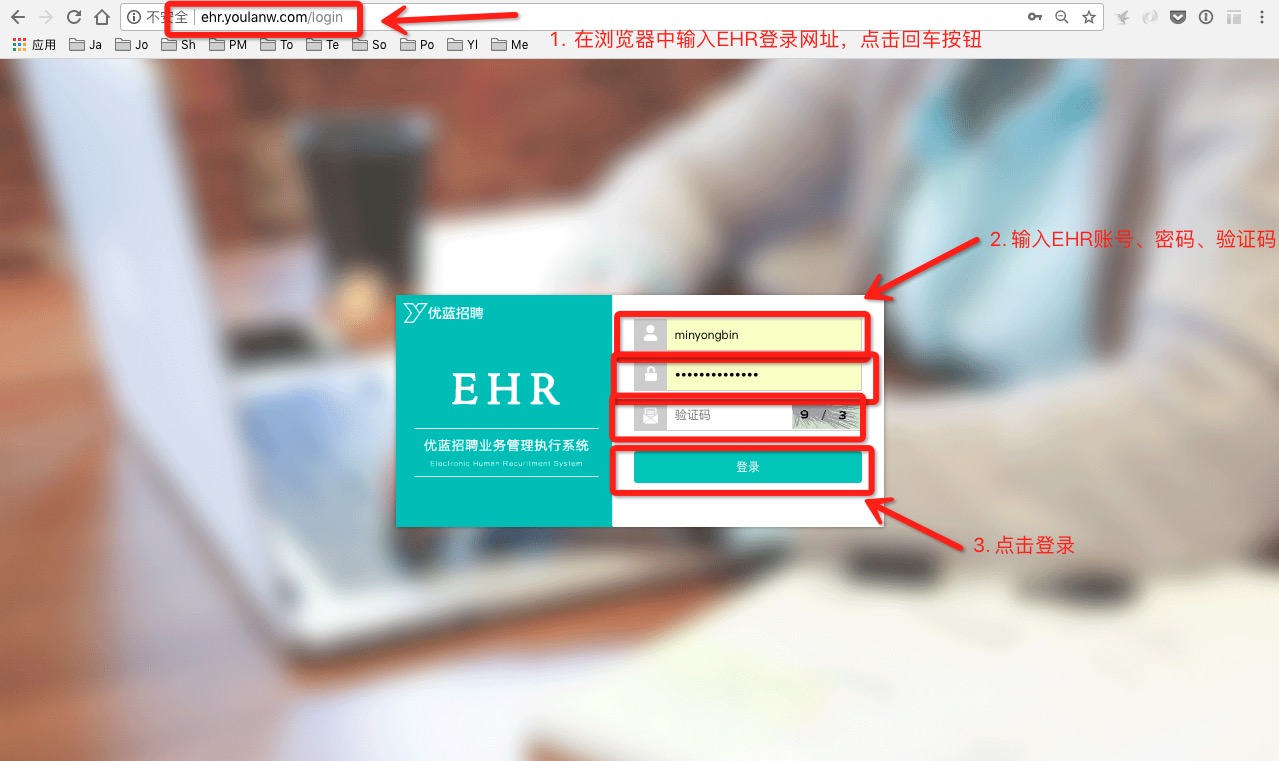 不安全 ehr.youlanw.com/login
应用 Ja Jo Sh PM To Te So Po Yl Me
1. 在浏览器中输入EHR登录网址，点击回车按钮
2. 输入EHR账号、密码、验证码
优蓝招聘
EHR
优蓝招聘业务管理执行系统
Electronic Human Recuritment System
minyongbin
••••••••••••••
验证码 9 / 3
登录
3. 点击登录